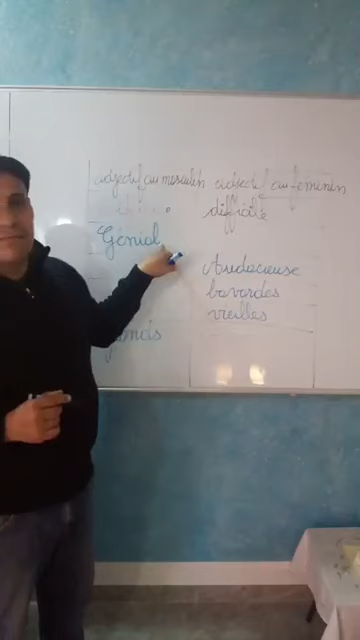 adjectif au masculin adjectif au féminin
difficile
Génial
Audacieuse
bavardes
vieilles